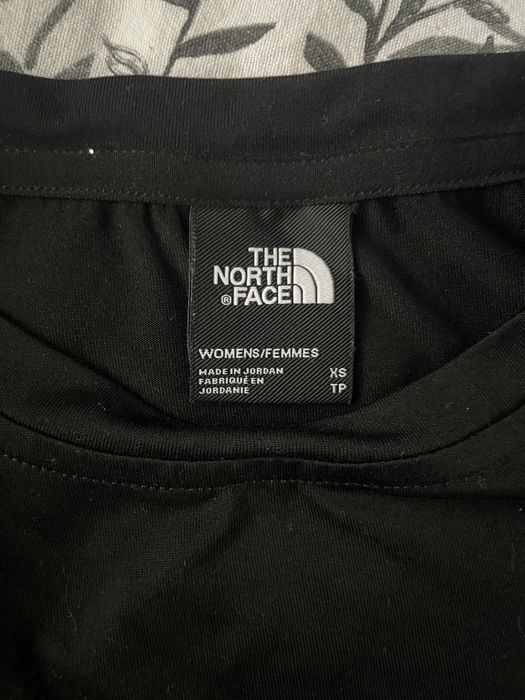 THE
NORTH
® FACE
WOMENS/FEMMES
MADE IN JORDAN XS
FABRIQUÉ EN
JORDANIE TP